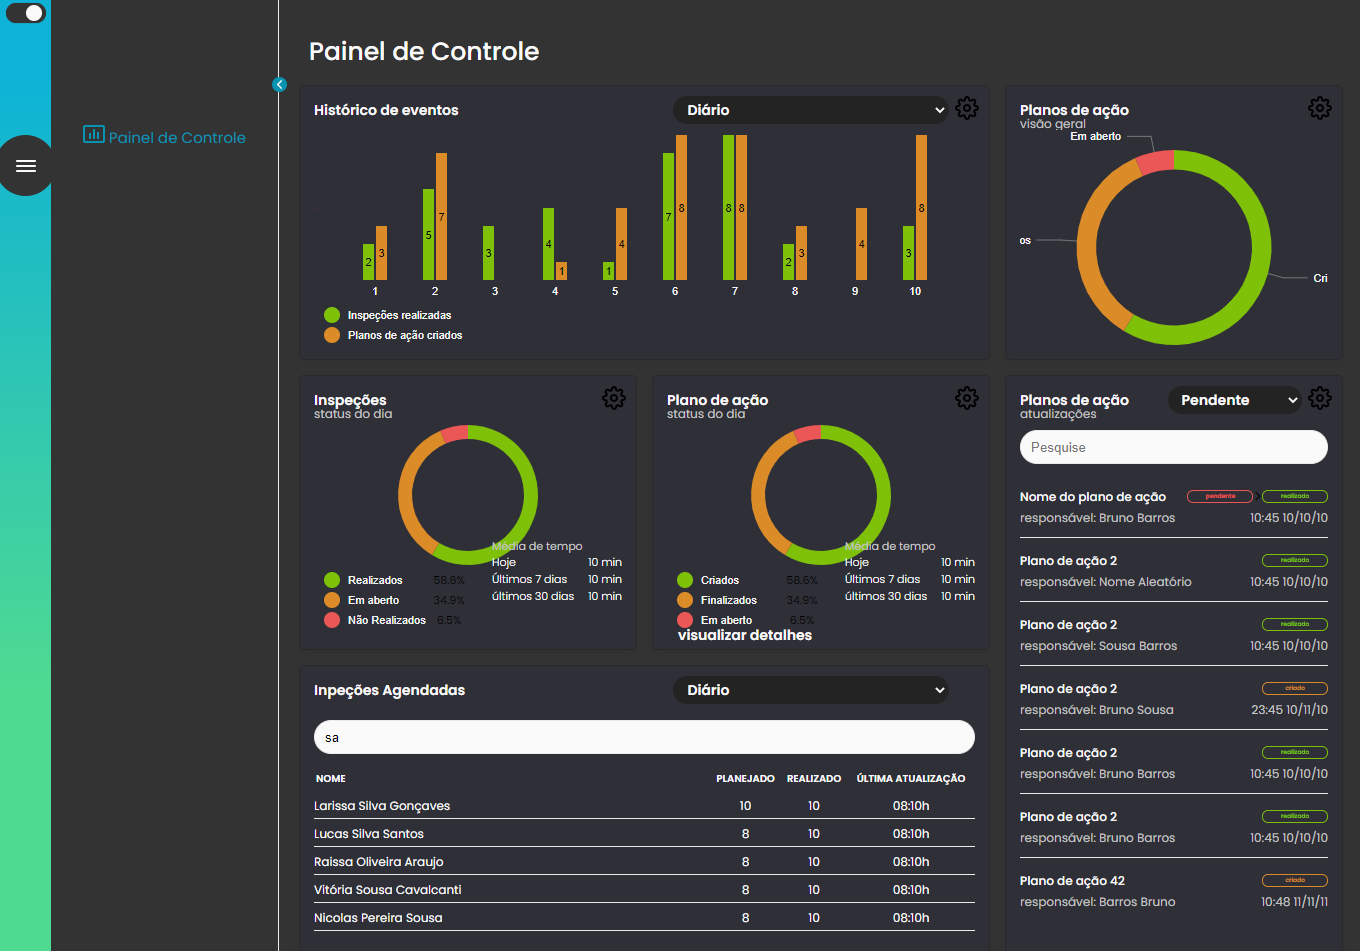 Painel de Controle
Painel de Controle
Histórico de eventos
Diário
2
3
5
7
3
4
1
1
4
7
8
8
8
2
3
4
3
8
1
2
3
4
5
6
7
8
9
10
Inspeções realizadas
Planos de ação criados
Planos de ação
visão geral
Em aberto
os
Cri
Inspeções
status do dia
Média de tempo
Hoje 10 min
Últimos 7 dias 10 min
últimos 30 dias 10 min
Realizados 58.6%
Em aberto 34.9%
Não Realizados 6.5%
Plano de ação
status do dia
Média de tempo
Hoje 10 min
Últimos 7 dias 10 min
últimos 30 dias 10 min
Criados 58.6%
Finalizados 34.9%
Em aberto 6.5%
visualizar detalhes
Planos de ação
atualizações
Pendente
Pesquise
Nome do plano de ação pendente > realizado
responsável: Bruno Barros 10:45 10/10/10
Plano de ação 2 realizado
responsável: Nome Aleatório 10:45 10/10/10
Plano de ação 2 realizado
responsável: Sousa Barros 10:45 10/10/10
Plano de ação 2 criado
responsável: Bruno Sousa 23:45 10/11/10
Plano de ação 2 realizado
responsável: Bruno Barros 10:45 10/10/10
Plano de ação 2 realizado
responsável: Bruno Barros 10:45 10/10/10
Plano de ação 42 criado
responsável: Barros Bruno 10:48 11/11/11
Inpeções Agendadas
Diário
sa
NOME PLANEJADO REALIZADO ÚLTIMA ATUALIZAÇÃO
Larissa Silva Gonçaves 10 10 08:10h
Lucas Silva Santos 8 10 08:10h
Raissa Oliveira Araujo 8 10 08:10h
Vitória Sousa Cavalcanti 8 10 08:10h
Nicolas Pereira Sousa 8 10 08:10h